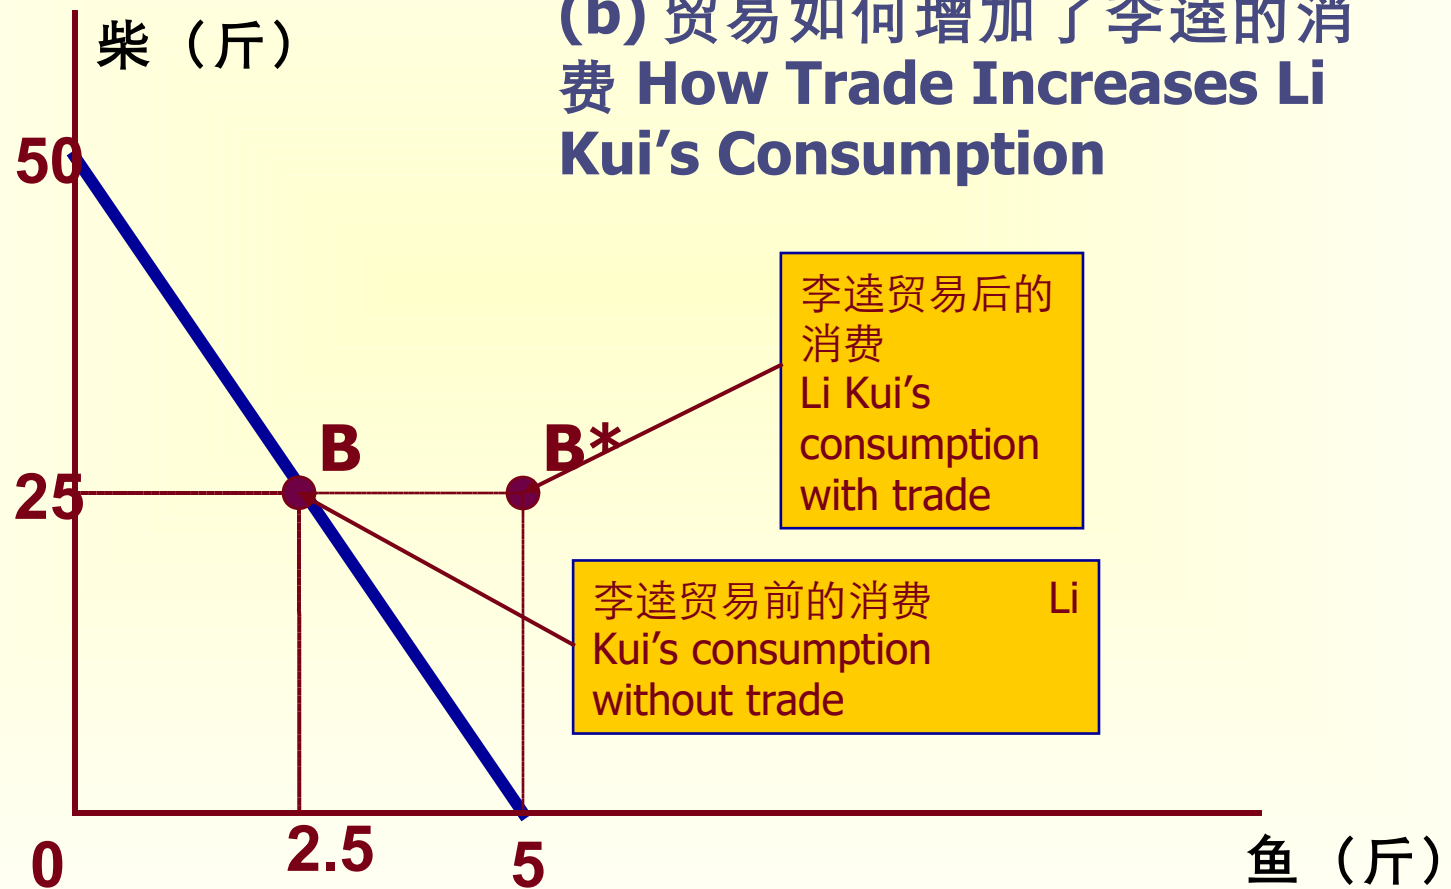 (b) 贸易如何增加了李逵的消
费 How Trade Increases Li
Kui’s Consumption
柴（斤）
50
李逵贸易后的
消费
Li Kui’s
consumption
with trade
B
B*
25
李逵贸易前的消费 Li
Kui’s consumption
without trade
0
2.5
5
鱼（斤）